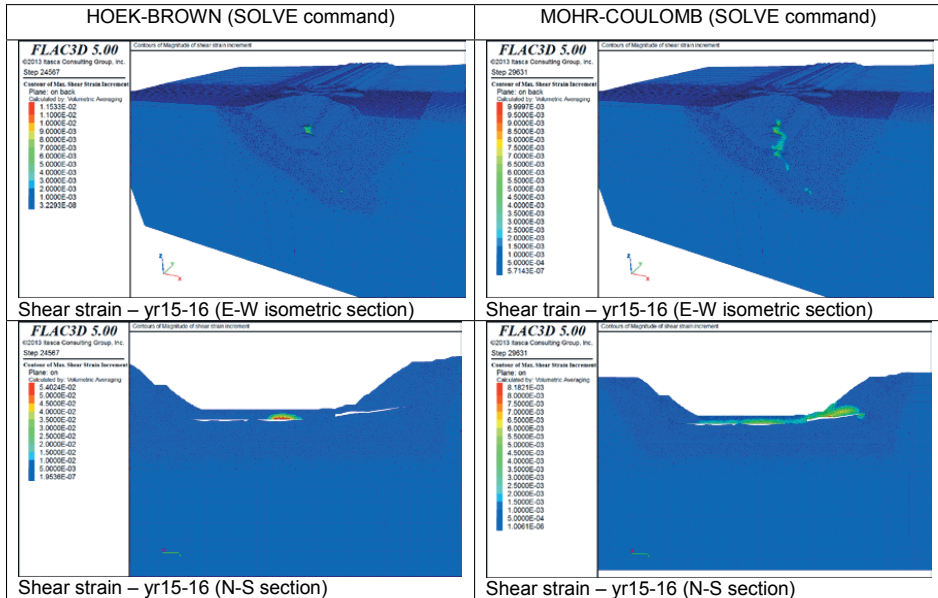 HOEK-BROWN (SOLVE command)
MOHR-COULOMB (SOLVE command)
FLAC3D 5.00
©2013 Itasca Consulting Group, Inc.
Step 24567
Contour of Max. Shear Strain Increment
Plane: on back
Calculated by: Volumetric Averaging
1.1533E-02
1.1000E-02
1.0000E-02
9.0000E-03
8.0000E-03
7.0000E-03
6.0000E-03
5.0000E-03
4.0000E-03
3.0000E-03
2.0000E-03
1.0000E-03
3.2293E-08
Contours of Magnitude of shear strain increment
Shear strain – yr15-16 (E-W isometric section)
FLAC3D 5.00
©2013 Itasca Consulting Group, Inc.
Step 29631
Contour of Max. Shear Strain Increment
Plane: on back
Calculated by: Volumetric Averaging
9.9997E-03
9.5000E-03
9.0000E-03
8.5000E-03
8.0000E-03
7.5000E-03
7.0000E-03
6.5000E-03
6.0000E-03
5.5000E-03
5.0000E-03
4.5000E-03
4.0000E-03
3.5000E-03
3.0000E-03
2.5000E-03
2.0000E-03
1.5000E-03
1.0000E-03
5.0000E-04
5.7143E-07
Contours of Magnitude of shear strain increment
Shear train – yr15-16 (E-W isometric section)
FLAC3D 5.00
©2013 Itasca Consulting Group, Inc.
Step 24567
Contour of Max. Shear Strain Increment
Plane: on
Calculated by: Volumetric Averaging
5.4024E-02
5.0000E-02
4.5000E-02
4.0000E-02
3.5000E-02
3.0000E-02
2.5000E-02
2.0000E-02
1.5000E-02
1.0000E-02
5.0000E-03
1.9536E-07
Contours of Magnitude of shear strain increment
Shear strain – yr15-16 (N-S section)
FLAC3D 5.00
©2013 Itasca Consulting Group, Inc.
Step 29631
Contour of Max. Shear Strain Increment
Plane: on
Calculated by: Volumetric Averaging
8.1821E-03
8.0000E-03
7.5000E-03
7.0000E-03
6.5000E-03
6.0000E-03
5.5000E-03
5.0000E-03
4.5000E-03
4.0000E-03
3.5000E-03
3.0000E-03
2.5000E-03
2.0000E-03
1.5000E-03
1.0000E-03
5.0000E-04
1.0061E-06
Contours of Magnitude of shear strain increment
Shear strain – yr15-16 (N-S section)